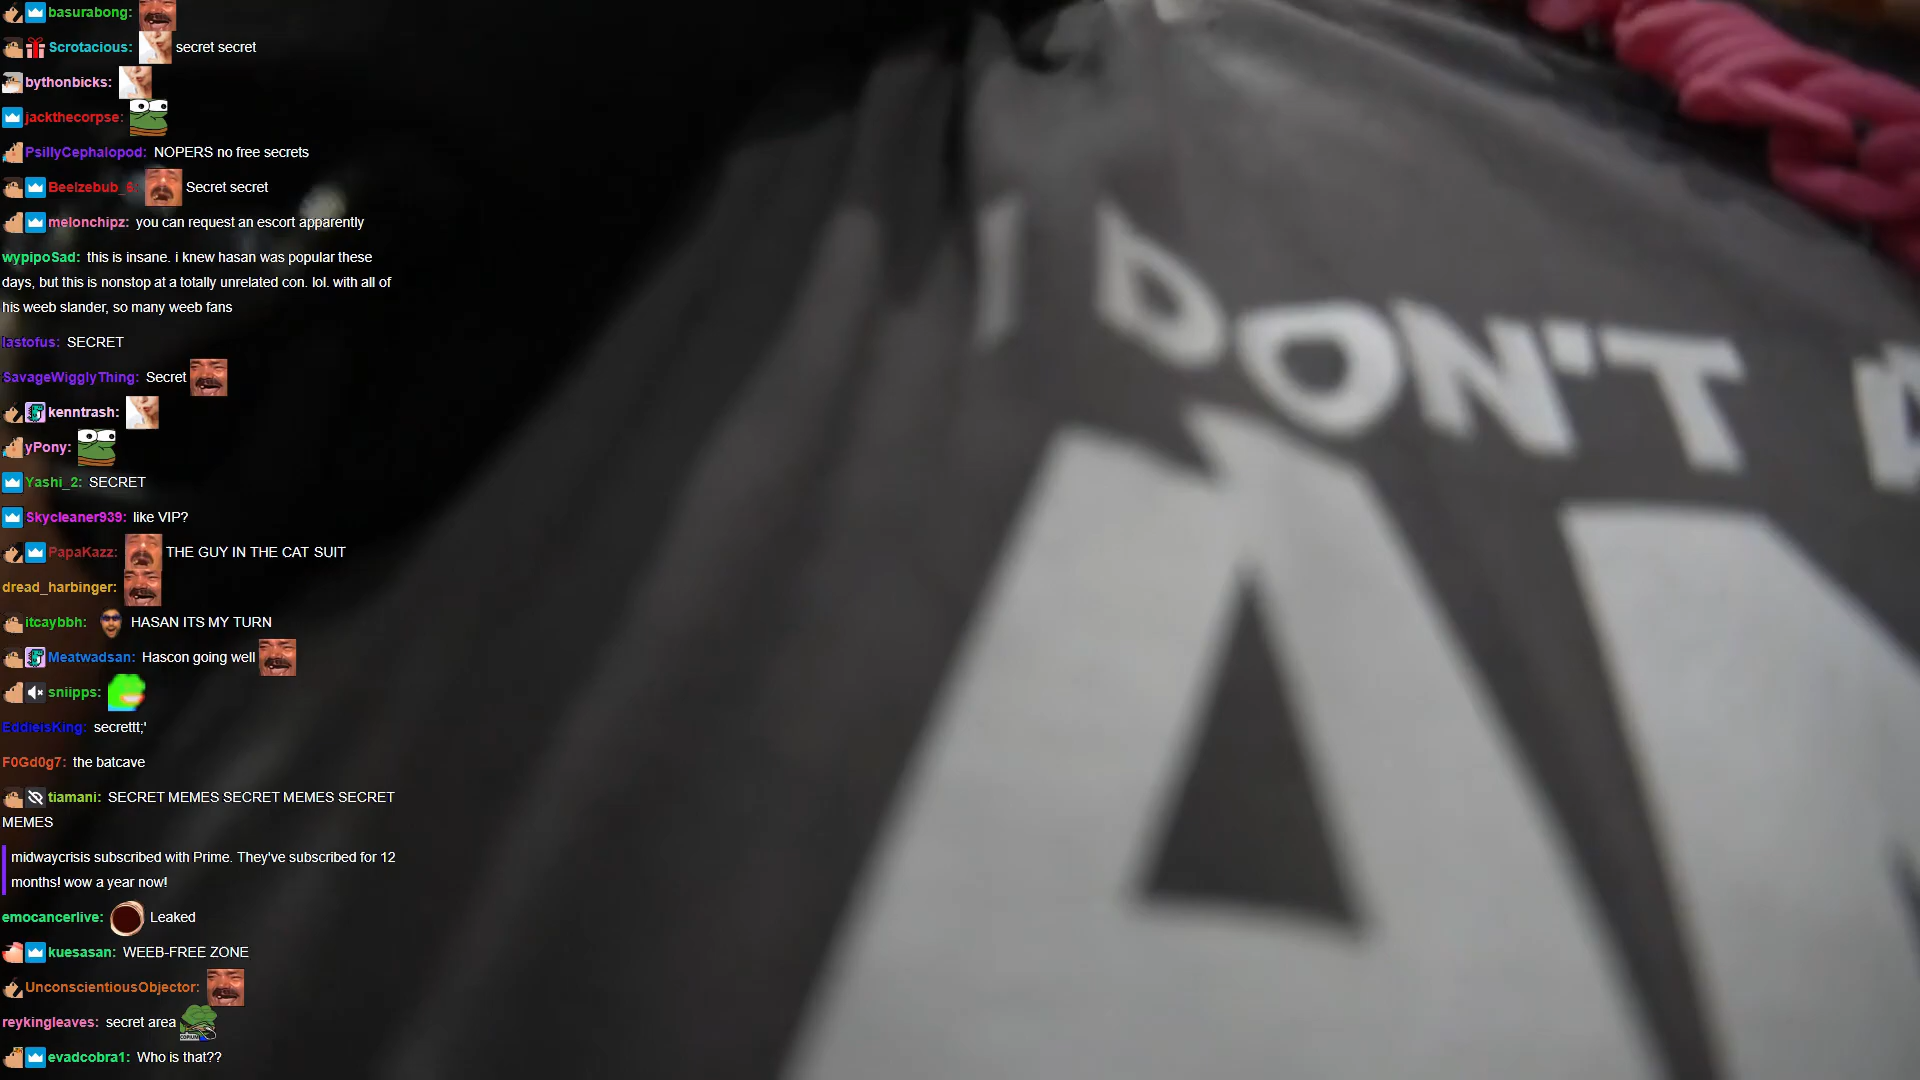 basurabong:
Scrotacious: secret secret
bythonbicks:
jackthecorpse:
PsillyCephalopod: NOPERS no free secrets
Beelzebub_6: Secret secret
melonchipz: you can request an escort apparently
wypipoSad: this is insane. i knew hasan was popular these
days, but this is nonstop at a totally unrelated con. lol. with all of
his weeb slander, so many weeb fans
lastofus: SECRET
SavageWigglyThing: Secret
kenntrash:
yPony:
Yashi_2: SECRET
Skycleaner939: like VIP?
PapaKazz: THE GUY IN THE CAT SUIT
dread_harbinger:
itcaybbh: HASAN ITS MY TURN
Meatwadsan: Hascon going well
sniipps:
EddieisKing: secrettt;'
F0Gd0g7: the batcave
tiamani: SECRET MEMES SECRET MEMES SECRET
MEMES
midwaycrisis subscribed with Prime. They've subscribed for 12
months! wow a year now!
emocancerlive: Leaked
kuesasan: WEEB-FREE ZONE
UnconscientiousObjector:
reykingleaves: secret area
evadcobra1: Who is that??
I DON'T